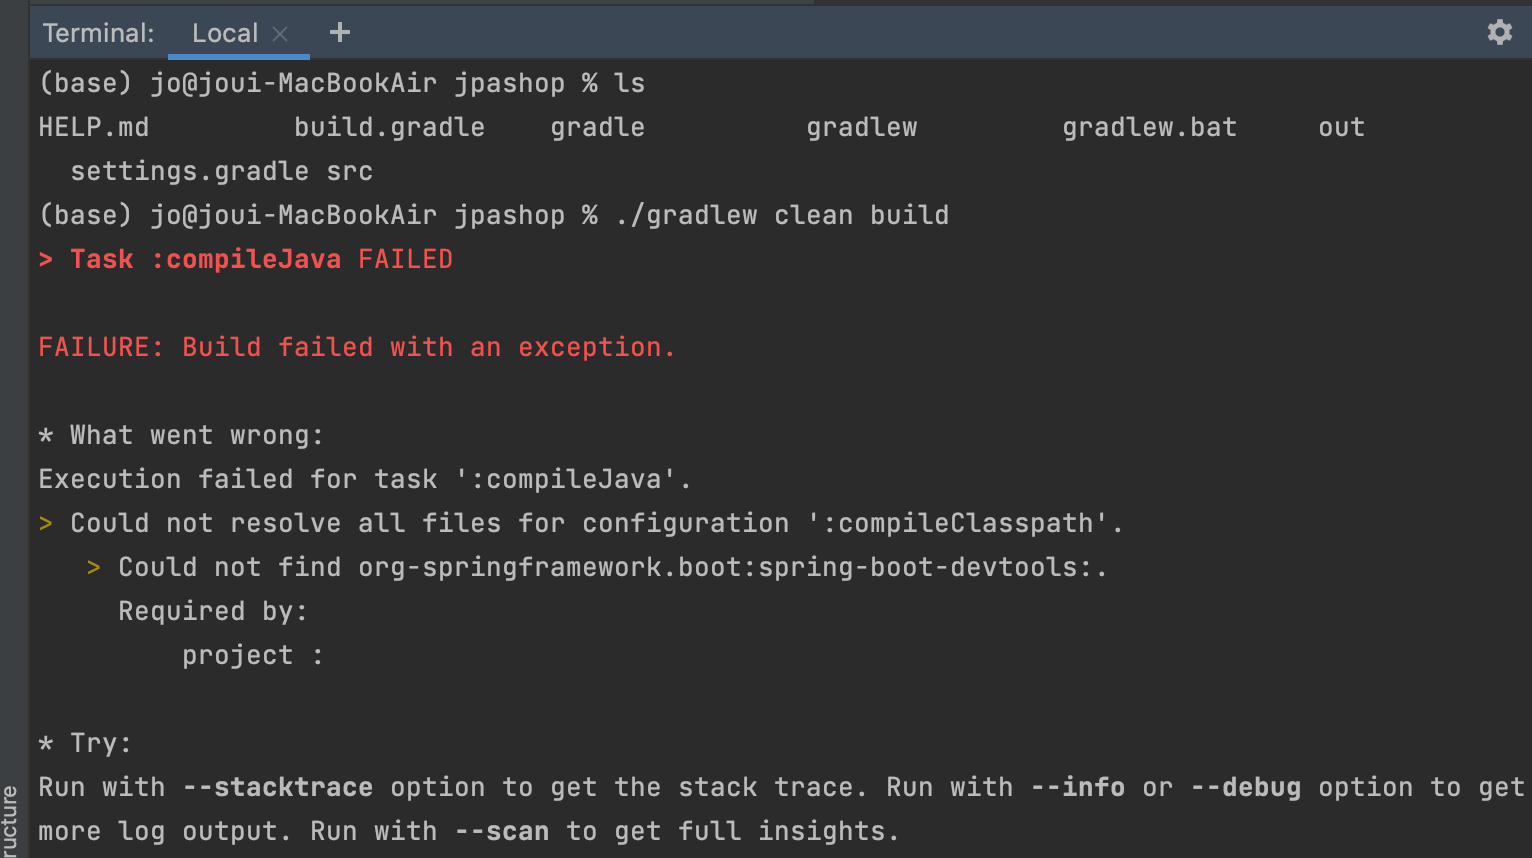 Terminal: Local × +
(base) jo@joui-MacBookAir jpashop % ls
HELP.md build.gradle gradle gradlew gradlew.bat out
settings.gradle src
(base) jo@joui-MacBookAir jpashop % ./gradlew clean build
> Task :compileJava FAILED
FAILURE: Build failed with an exception.
* What went wrong:
Execution failed for task ':compileJava'.
> Could not resolve all files for configuration ':compileClasspath'.
> Could not find org-springframework.boot:spring-boot-devtools:.
Required by:
project :
* Try:
Run with --stacktrace option to get the stack trace. Run with --info or --debug option to get
more log output. Run with --scan to get full insights.
ructure